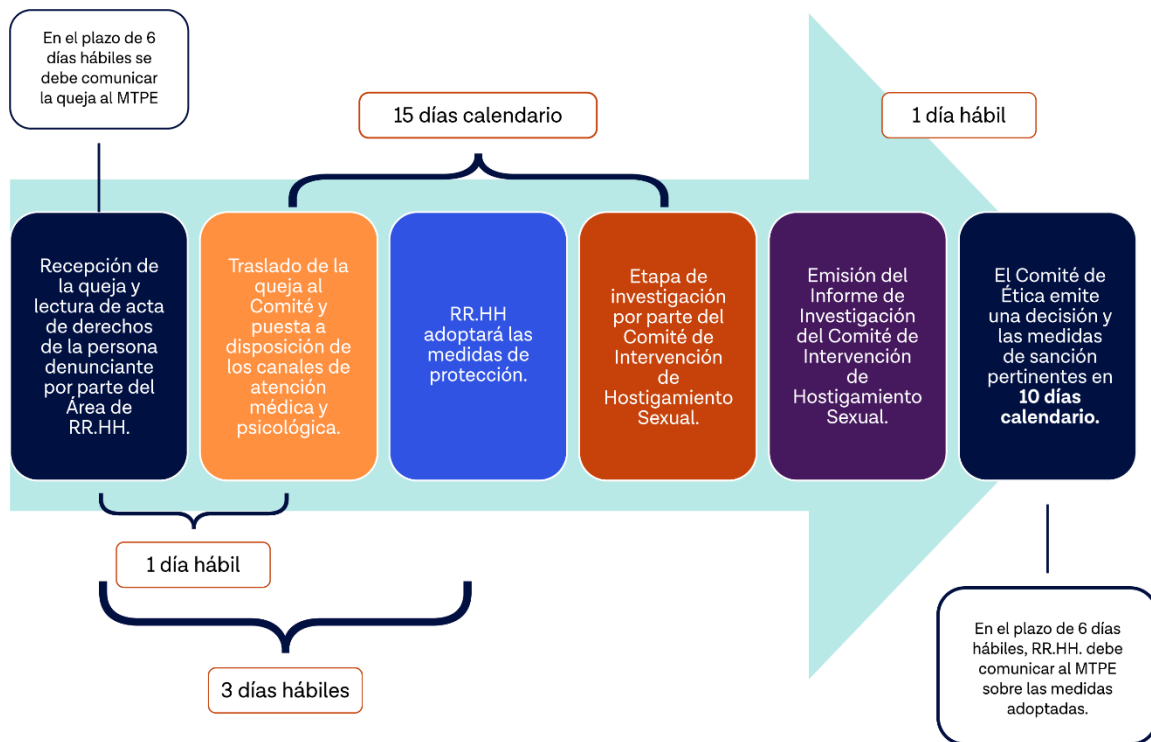 En el plazo de 6
días hábiles se
debe comunicar
la queja al MTPE
15 días calendario
1 día hábil
Recepción de
la queja y
lectura de acta
de derechos
de la persona
denunciante
por parte del
Área de
RR.HH.
Traslado de la
queja al
Comité y
puesta a
disposición de
los canales de
atención
médica y
psicológica.
RR.HH
adoptará las
medidas de
protección.
Etapa de
investigación
por parte del
Comité de
Intervención
de
Hostigamiento
Sexual.
Emisión del
Informe de
Investigación
del Comité de
Intervención
de
Hostigamiento
Sexual.
El Comité de
Ética emite
una decisión y
las medidas
de sanción
pertinentes en
10 días
calendario.
1 día hábil
3 días hábiles
En el plazo de 6 días
hábiles, RR.HH. debe
comunicar al MTPE
sobre las medidas
adoptadas.